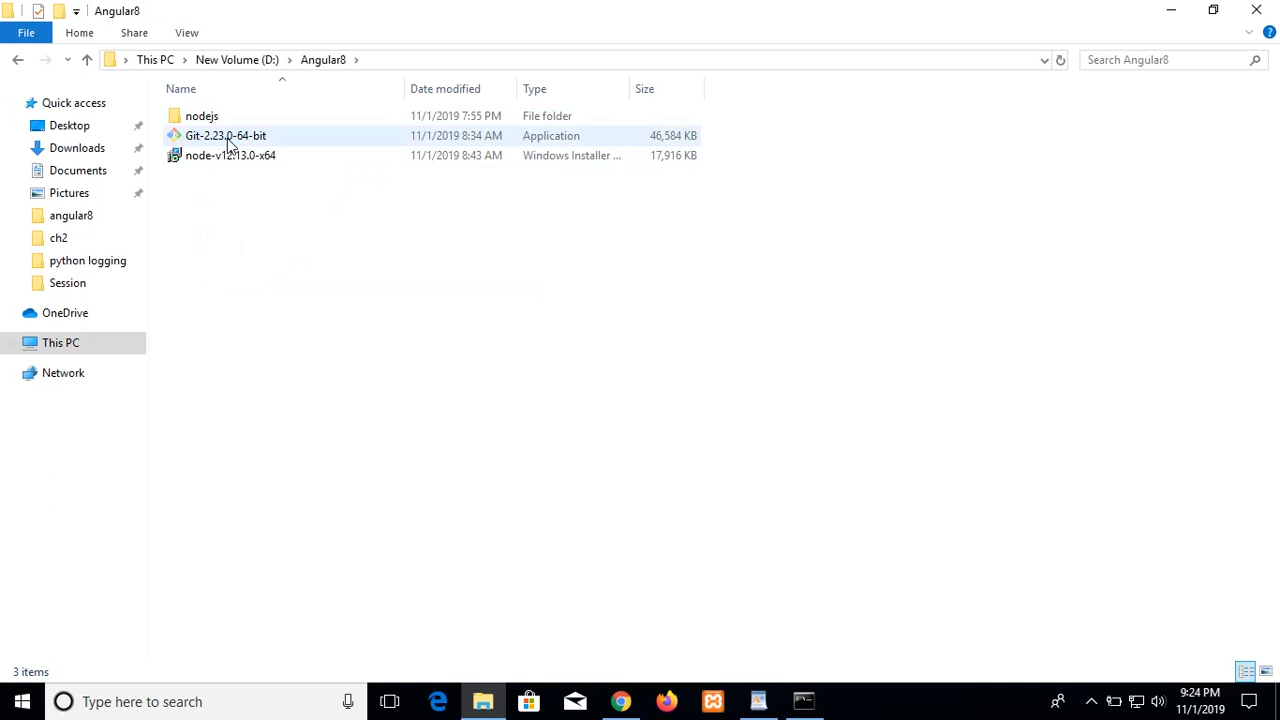 Angular8
File Home Share View
This PC New Volume (D:) Angular8
Search Angular8
Name Date modified Type Size
Quick access
Desktop
Downloads
Documents
Pictures
angular8
ch2
python logging
Session
OneDrive
This PC
Network
nodejs 11/1/2019 7:55 PM File folder
Git-2.23.0-64-bit 11/1/2019 8:34 AM Application 46,584 KB
node-v12.13.0-x64 11/1/2019 8:43 AM Windows Installer ... 17,916 KB
3 items
Type here to search
9:24 PM
11/1/2019